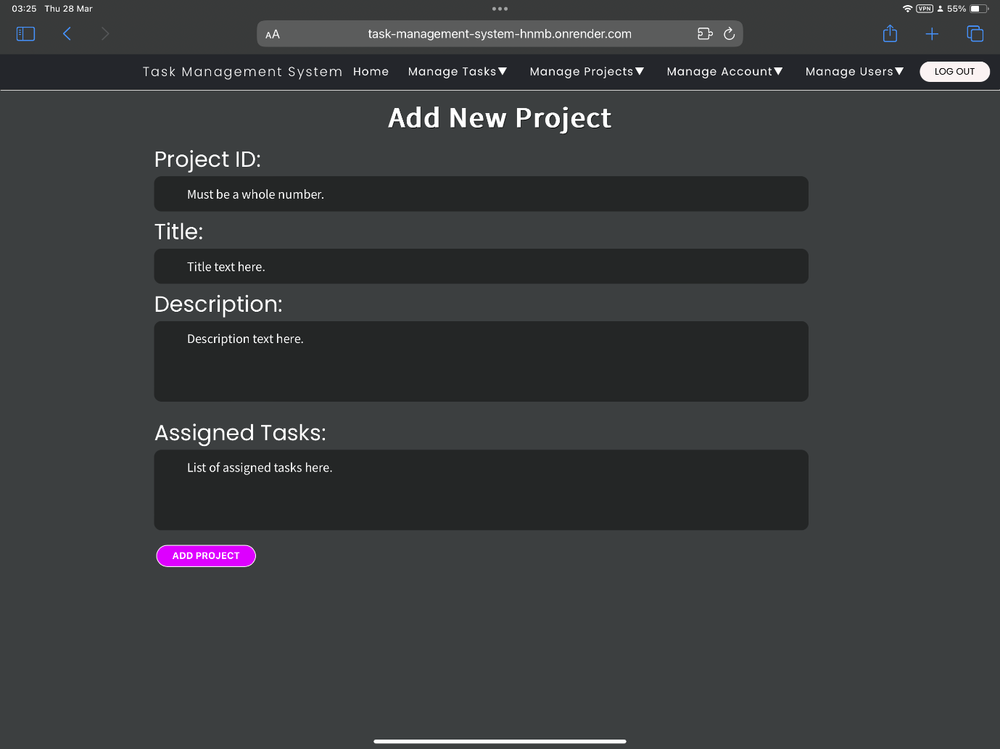 03:25 Thu 28 Mar
VPN 55%
AA task-management-system-hnmb.onrender.com
Task Management System Home Manage Tasks▼ Manage Projects▼ Manage Account▼ Manage Users▼ LOG OUT
Add New Project
Project ID:
Must be a whole number.
Title:
Title text here.
Description:
Description text here.
Assigned Tasks:
List of assigned tasks here.
ADD PROJECT